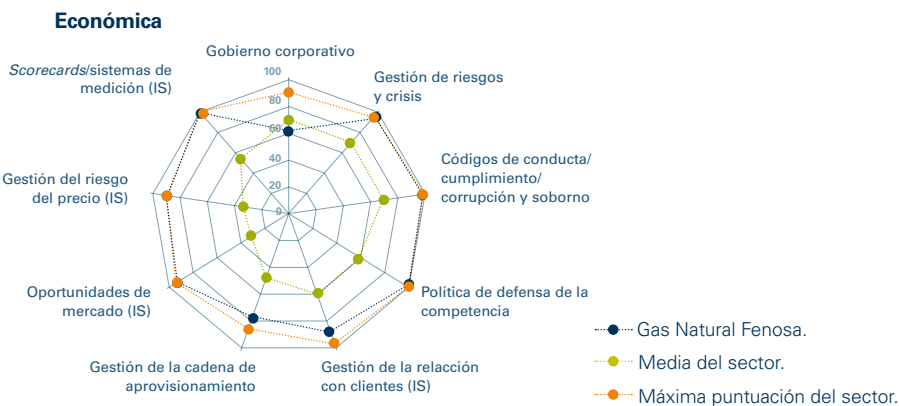 Económica
Gobierno corporativo
Scorecards/sistemas de
medición (IS)
Gestión de riesgos
y crisis
100
80
60
40
20
0
Códigos de conducta/
cumplimiento/
corrupción y soborno
Gestión del riesgo
del precio (IS)
Oportunidades de
mercado (IS)
Política de defensa de la
competencia
Gestión de la cadena de
aprovisionamiento
Gestión de la relacción
con clientes (IS)
Gas Natural Fenosa.
Media del sector.
Máxima puntuación del sector.